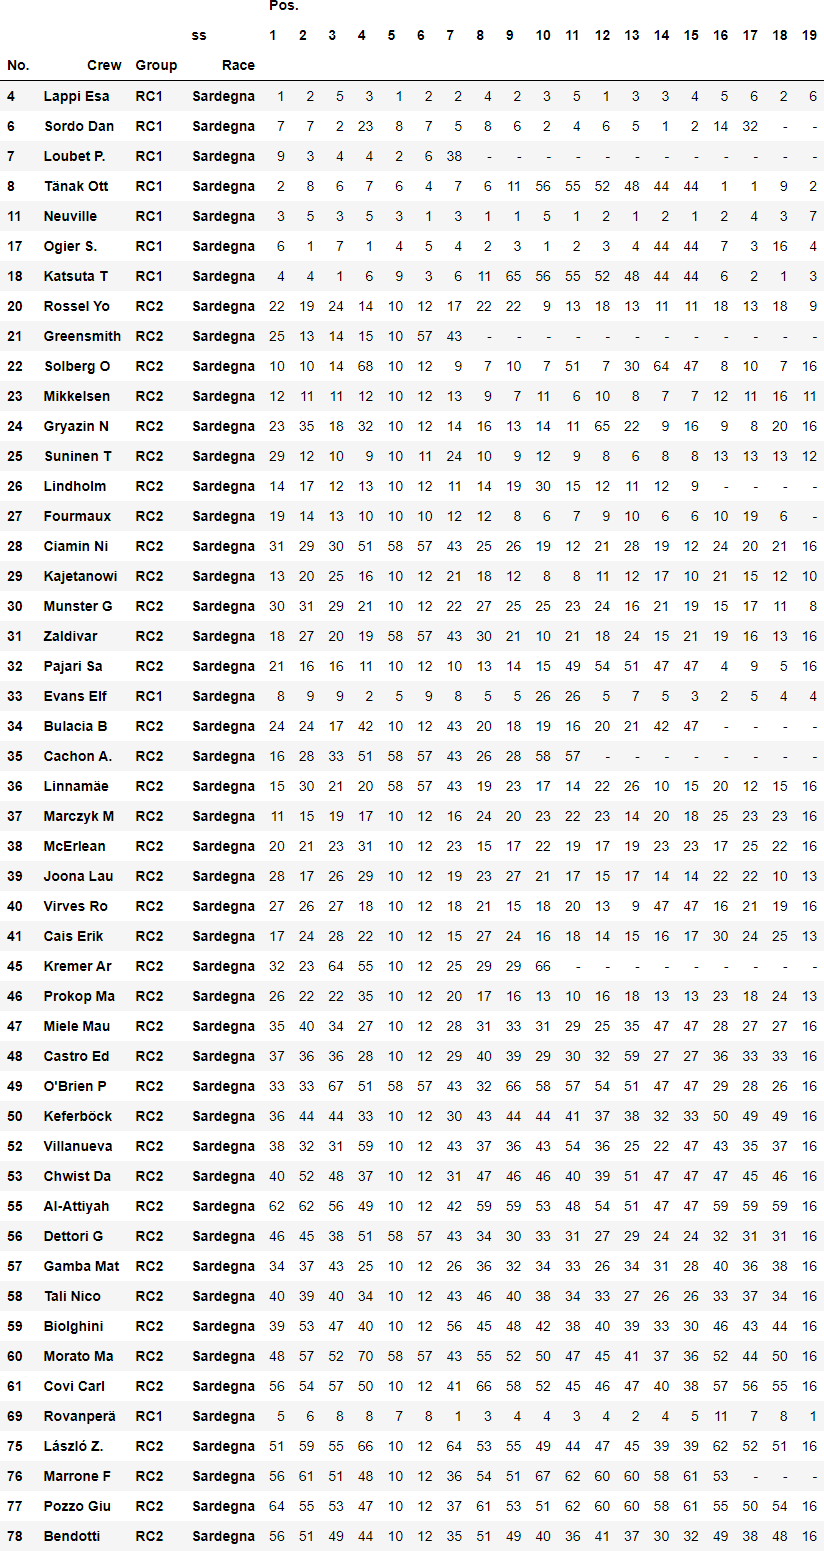 Pos.
ss 1 2 3 4 5 6 7 8 9 10 11 12 13 14 15 16 17 18 19
No. Crew Group Race
4 Lappi Esa RC1 Sardegna 1 2 5 3 1 2 2 4 2 3 5 1 3 3 4 5 6 2 6
6 Sordo Dan RC1 Sardegna 7 7 2 23 8 7 5 8 6 2 4 6 5 1 2 14 32 - -
7 Loubet P. RC1 Sardegna 9 3 4 4 2 6 38 - - - - - - - - - - - -
8 Tänak Ott RC1 Sardegna 2 8 6 7 6 4 7 6 11 56 55 52 48 44 44 1 1 9 2
11 Neuville RC1 Sardegna 3 5 3 5 3 1 3 1 1 5 1 2 1 2 1 2 4 3 7
17 Ogier S. RC1 Sardegna 6 1 7 1 4 5 4 2 3 1 2 3 4 44 44 7 3 16 4
18 Katsuta T RC1 Sardegna 4 4 1 6 9 3 6 11 65 56 55 52 48 44 44 6 2 1 3
20 Rossel Yo RC2 Sardegna 22 19 24 14 10 12 17 22 22 9 13 18 13 11 11 18 13 18 9
21 Greensmith RC2 Sardegna 25 13 14 15 10 57 43 - - - - - - - - - - - -
22 Solberg O RC2 Sardegna 10 10 14 68 10 12 9 7 10 7 51 7 30 64 47 8 10 7 16
23 Mikkelsen RC2 Sardegna 12 11 11 12 10 12 13 9 7 11 6 10 8 7 7 12 11 16 11
24 Gryazin N RC2 Sardegna 23 35 18 32 10 12 14 16 13 14 11 65 22 9 16 9 8 20 16
25 Suninen T RC2 Sardegna 29 12 10 9 10 11 24 10 9 12 9 8 6 8 8 13 13 13 12
26 Lindholm RC2 Sardegna 14 17 12 13 10 12 11 14 19 30 15 12 11 12 9 - - - -
27 Fourmaux RC2 Sardegna 19 14 13 10 10 10 12 12 8 6 7 9 10 6 6 10 19 6 -
28 Ciamin Ni RC2 Sardegna 31 29 30 51 58 57 43 25 26 19 12 21 28 19 12 24 20 21 16
29 Kajetanowi RC2 Sardegna 13 20 25 16 10 12 21 18 12 8 8 11 12 17 10 21 15 12 10
30 Munster G RC2 Sardegna 30 31 29 21 10 12 22 27 25 25 23 24 16 21 19 15 17 11 8
31 Zaldivar RC2 Sardegna 18 27 20 19 58 57 43 30 21 10 21 18 24 15 21 19 16 13 16
32 Pajari Sa RC2 Sardegna 21 16 16 11 10 12 10 13 14 15 49 54 51 47 47 4 9 5 16
33 Evans Elf RC1 Sardegna 8 9 9 2 5 9 8 5 5 26 26 5 7 5 3 2 5 4 4
34 Bulacia B RC2 Sardegna 24 24 17 42 10 12 43 20 18 19 16 20 21 42 47 - - - -
35 Cachon A. RC2 Sardegna 16 28 33 51 58 57 43 26 28 58 57 - - - - - - - -
36 Linnamäe RC2 Sardegna 15 30 21 20 58 57 43 19 23 17 14 22 26 10 15 20 12 15 16
37 Marczyk M RC2 Sardegna 11 15 19 17 10 12 16 24 20 23 22 23 14 20 18 25 23 23 16
38 McErlean RC2 Sardegna 20 21 23 31 10 12 23 15 17 22 19 17 19 23 23 17 25 22 16
39 Joona Lau RC2 Sardegna 28 17 26 29 10 12 19 23 27 21 17 15 17 14 14 22 22 10 13
40 Virves Ro RC2 Sardegna 27 26 27 18 10 12 18 21 15 18 20 13 9 47 47 16 21 19 16
41 Cais Erik RC2 Sardegna 17 24 28 22 10 12 15 27 24 16 18 14 15 16 17 30 24 25 13
45 Kremer Ar RC2 Sardegna 32 23 64 55 10 12 25 29 29 66 - - - - - - - - -
46 Prokop Ma RC2 Sardegna 26 22 22 35 10 12 20 17 16 13 10 16 18 13 13 23 18 24 13
47 Miele Mau RC2 Sardegna 35 40 34 27 10 12 28 31 33 31 29 25 35 47 47 28 27 27 16
48 Castro Ed RC2 Sardegna 37 36 36 28 10 12 29 40 39 29 30 32 59 27 27 36 33 33 16
49 O'Brien P RC2 Sardegna 33 33 67 51 58 57 43 32 66 58 57 54 51 47 47 29 28 26 16
50 Keferböck RC2 Sardegna 36 44 44 33 10 12 30 43 44 44 41 37 38 32 33 50 49 49 16
52 Villanueva RC2 Sardegna 38 32 31 59 10 12 43 37 36 43 54 36 25 22 47 43 35 37 16
53 Chwist Da RC2 Sardegna 40 52 48 37 10 12 31 47 46 46 40 39 51 47 47 47 45 46 16
55 Al-Attiyah RC2 Sardegna 62 62 56 49 10 12 42 59 59 53 48 54 51 47 47 59 59 59 16
56 Dettori G RC2 Sardegna 46 45 38 51 58 57 43 34 30 33 31 27 29 24 24 32 31 31 16
57 Gamba Mat RC2 Sardegna 34 37 43 25 10 12 26 36 32 34 33 26 34 31 28 40 36 38 16
58 Tali Nico RC2 Sardegna 40 39 40 34 10 12 43 46 40 38 34 33 27 26 26 33 37 34 16
59 Biolghini RC2 Sardegna 39 53 47 40 10 12 56 45 48 42 38 40 39 33 30 46 43 44 16
60 Morato Ma RC2 Sardegna 48 57 52 70 58 57 43 55 52 50 47 45 41 37 36 52 44 50 16
61 Covi Carl RC2 Sardegna 56 54 57 50 10 12 41 66 58 52 45 46 47 40 38 57 56 55 16
69 Rovanperä RC1 Sardegna 5 6 8 8 7 8 1 3 4 4 3 4 2 4 5 11 7 8 1
75 László Z. RC2 Sardegna 51 59 55 66 10 12 64 53 55 49 44 47 45 39 39 62 52 51 16
76 Marrone F RC2 Sardegna 56 61 51 48 10 12 36 54 51 67 62 60 60 58 61 53 - - -
77 Pozzo Giu RC2 Sardegna 64 55 53 47 10 12 37 61 53 51 62 60 60 58 61 55 50 54 16
78 Bendotti RC2 Sardegna 56 51 49 44 10 12 35 51 49 40 36 41 37 30 32 49 38 48 16